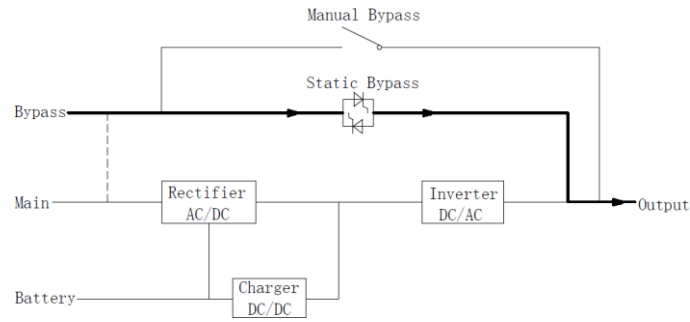 Manual Bypass
Static Bypass
Bypass
Main
Rectifier
AC/DC
Inverter
DC/AC
Output
Battery
Charger
DC/DC